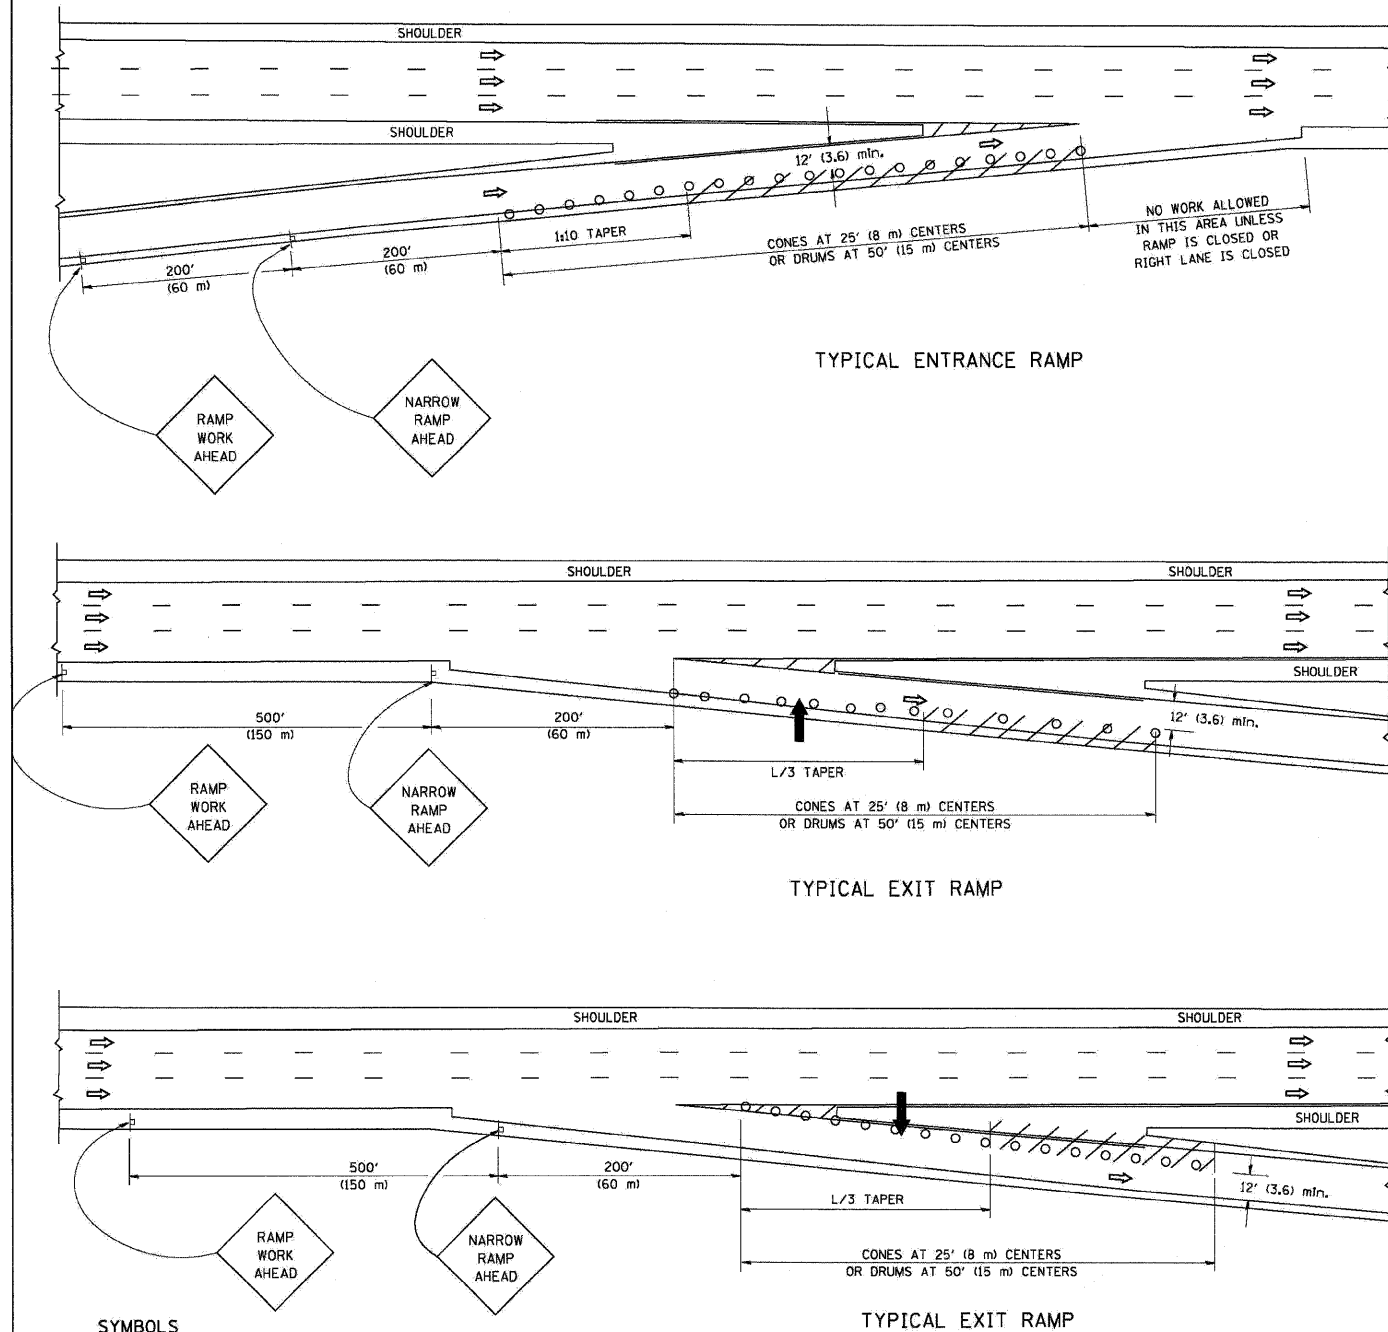 SHOULDER
SHOULDER
12' (3.6) min.
1:10 TAPER
CONES AT 25' (8 m) CENTERS
OR DRUMS AT 50' (15 m) CENTERS
NO WORK ALLOWED
IN THIS AREA UNLESS
RAMP IS CLOSED OR
RIGHT LANE IS CLOSED
200'
(60 m)
200'
(60 m)
TYPICAL ENTRANCE RAMP
RAMP
WORK
AHEAD
NARROW
RAMP
AHEAD
SHOULDER
SHOULDER
SHOULDER
500'
(150 m)
200'
(60 m)
12' (3.6) min.
L/3 TAPER
RAMP
WORK
AHEAD
NARROW
RAMP
AHEAD
CONES AT 25' (8 m) CENTERS
OR DRUMS AT 50' (15 m) CENTERS
TYPICAL EXIT RAMP
SHOULDER
SHOULDER
SHOULDER
500'
(150 m)
200'
(60 m)
12' (3.6) min.
L/3 TAPER
RAMP
WORK
AHEAD
NARROW
RAMP
AHEAD
CONES AT 25' (8 m) CENTERS
OR DRUMS AT 50' (15 m) CENTERS
SYMBOLS
TYPICAL EXIT RAMP